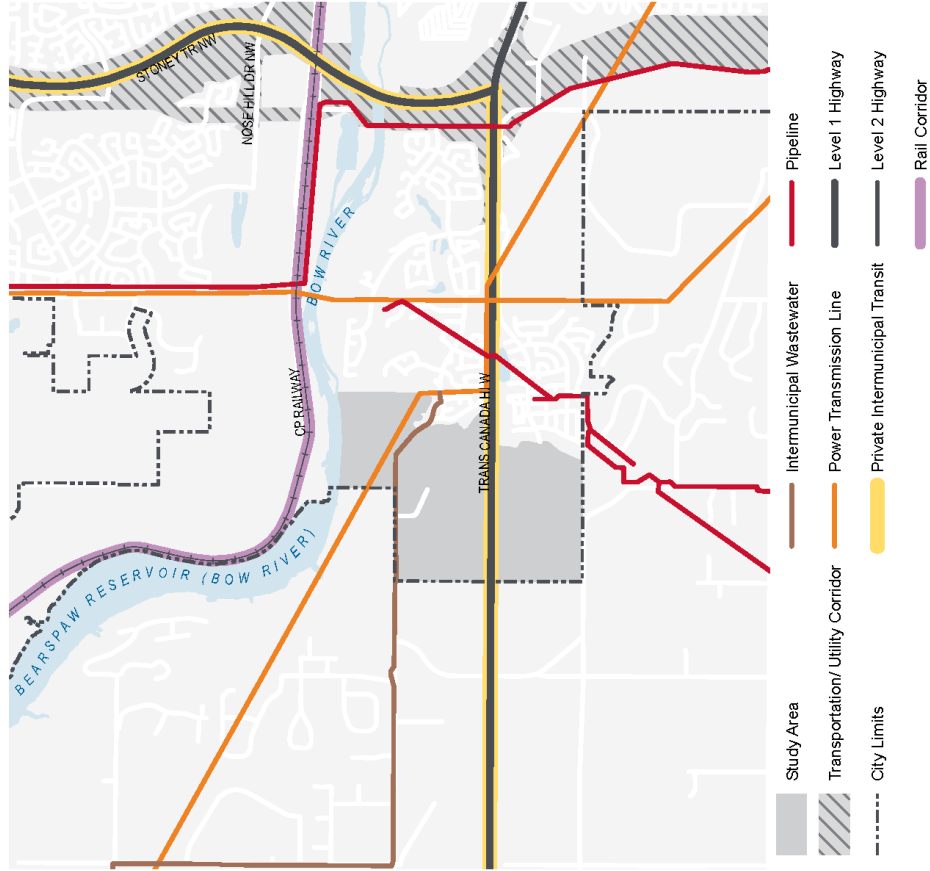 STONEY TR NW
NOSE HILL DR NW
BOW RIVER
CP RAILWAY
TRANS CANADA HI W
BEARSPAW RESERVOIR (BOW RIVER)
Study Area
Transportation/ Utility Corridor
City Limits
Intermunicipal Wastewater
Power Transmission Line
Private Intermunicipal Transit
Pipeline
Level 1 Highway
Level 2 Highway
Rail Corridor